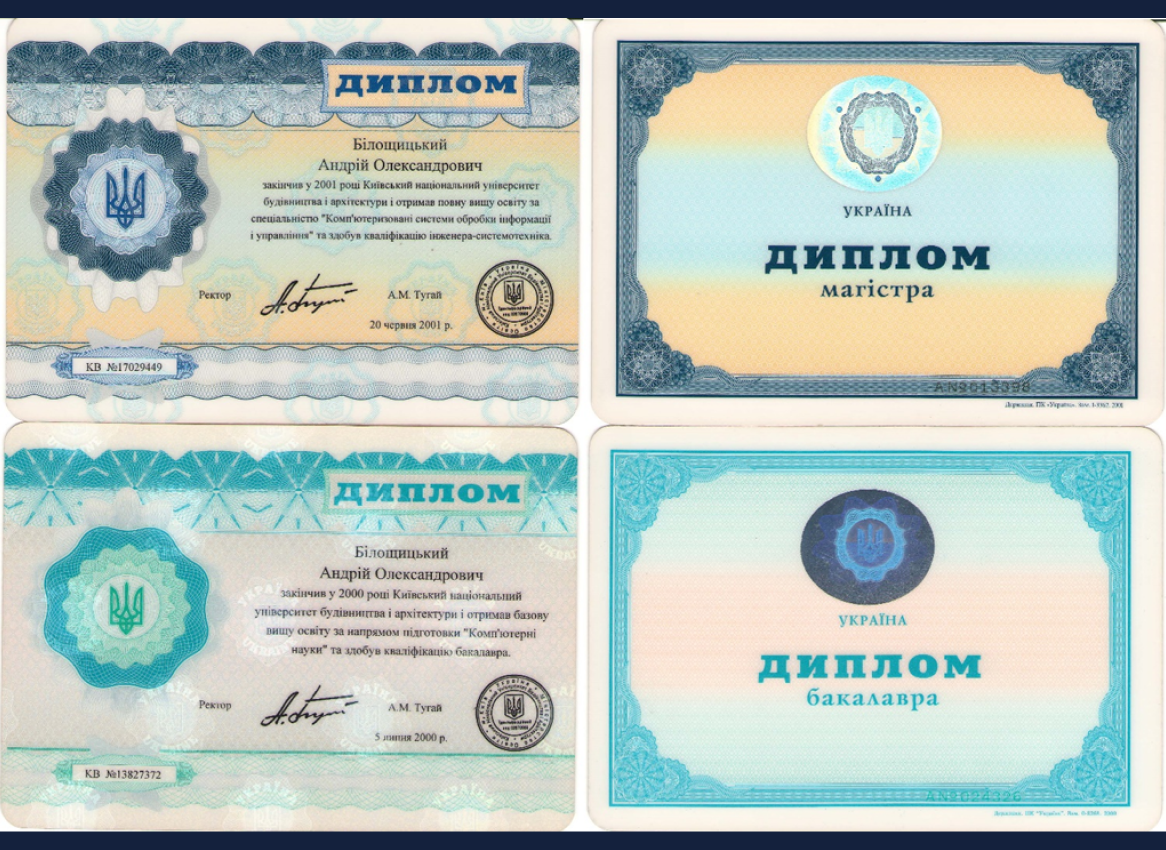 ДИПЛОМ
Білощицький
Андрій Олександрович
закінчив у 2001 році Київський національний університет
будівництва і архітектури і отримав повну вищу освіту за
спеціальністю "Комп'ютеризовані системи обробки інформації
і управління" та здобув кваліфікацію інженера-системотехніка.
Ректор А.М. Тугай
20 червня 2001 р.
КВ №17029449
УКРАЇНА
ДИПЛОМ
магістра
AN9013398
ДИПЛОМ
Білощицький
Андрій Олександрович
закінчив у 2000 році Київський національний
університет будівництва і архітектури і отримав базову
вищу освіту за напрямом підготовки "Комп'ютерні
науки" та здобув кваліфікацію бакалавра.
Ректор А.М. Тугай
5 липня 2000 р.
КВ №13827372
УКРАЇНА
ДИПЛОМ
бакалавра
AN9024326